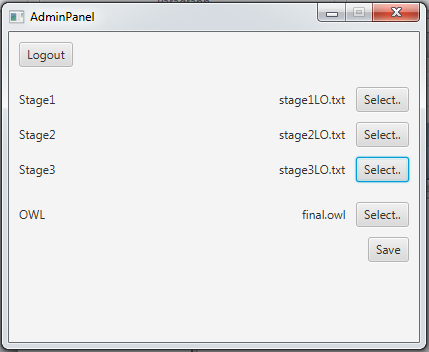 AdminPanel
Logout
Stage1 stage1LO.txt Select..
Stage2 stage2LO.txt Select..
Stage3 stage3LO.txt Select..
OWL final.owl Select..
Save